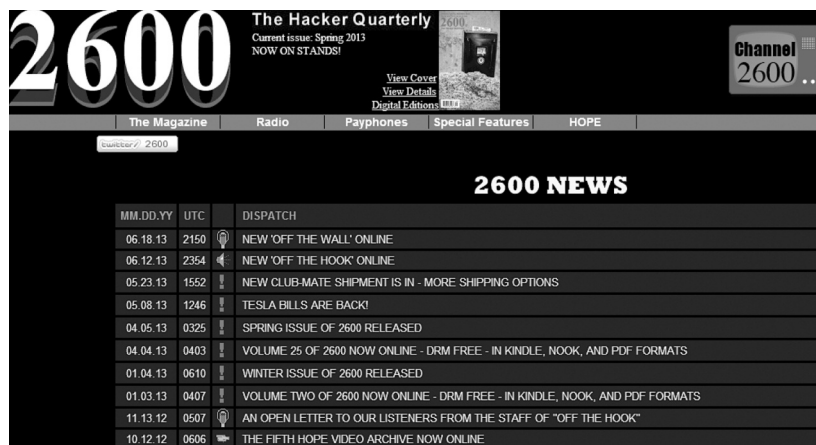 2600
The Hacker Quarterly
Current issue: Spring 2013
NOW ON STANDS!
View Cover
View Details
Digital Editions
2600.
Channel
2600 ..
The Magazine | Radio | Payphones | Special Features | HOPE |
twitter/ 2600
2600 NEWS
MM.DD.YY UTC DISPATCH
06.18.13 2150 NEW 'OFF THE WALL' ONLINE
06.12.13 2354 NEW 'OFF THE HOOK' ONLINE
05.23.13 1552 NEW CLUB-MATE SHIPMENT IS IN - MORE SHIPPING OPTIONS
05.08.13 1246 TESLA BILLS ARE BACK!
04.05.13 0325 SPRING ISSUE OF 2600 RELEASED
04.04.13 0403 VOLUME 25 OF 2600 NOW ONLINE - DRM FREE - IN KINDLE, NOOK, AND PDF FORMATS
01.04.13 0610 WINTER ISSUE OF 2600 RELEASED
01.03.13 0407 VOLUME TWO OF 2600 NOW ONLINE - DRM FREE - IN KINDLE, NOOK, AND PDF FORMATS
11.13.12 0507 AN OPEN LETTER TO OUR LISTENERS FROM THE STAFF OF "OFF THE HOOK"
10.12.12 0606 THE FIFTH HOPE VIDEO ARCHIVE NOW ONLINE